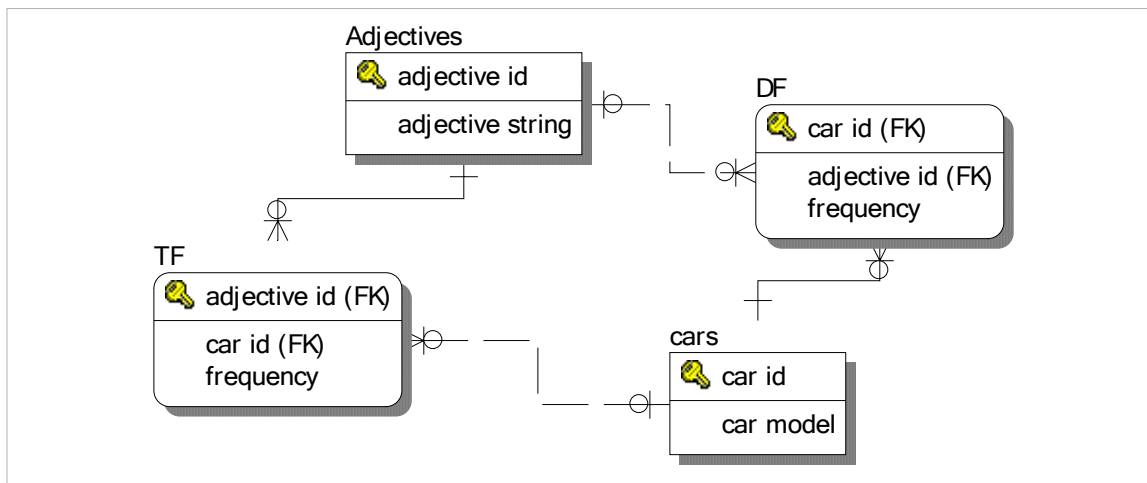 Adjectives
adjective id
adjective string
DF
car id (FK)
adjective id (FK)
frequency
TF
adjective id (FK)
car id (FK)
frequency
cars
car id
car model